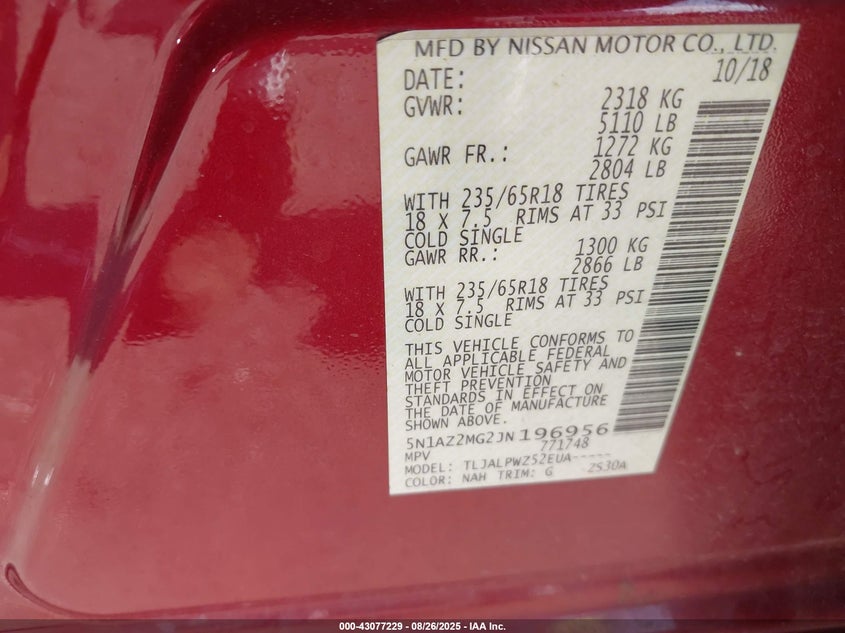 MFD BY NISSAN MOTOR CO., LTD.
DATE: 10/18
GVWR: 2318 KG
5110 LB
GAWR FR.: 1272 KG
2804 LB
WITH 235/65R18 TIRES
18 X 7.5 RIMS AT 33 PSI
COLD SINGLE
GAWR RR.: 1300 KG
2866 LB
WITH 235/65R18 TIRES
18 X 7.5 RIMS AT 33 PSI
COLD SINGLE
THIS VEHICLE CONFORMS TO
ALL APPLICABLE FEDERAL
MOTOR VEHICLE SAFETY AND
THEFT PREVENTION
STANDARDS IN EFFECT ON
THE DATE OF MANUFACTURE
SHOWN ABOVE.
5N1AZ2MG2JN196956
MPV 771748
MODEL: TLJALPWZ52EUA-----
COLOR: NAH TRIM: G 2S30A
000-43077229 - 08/26/2025 - IAA Inc.